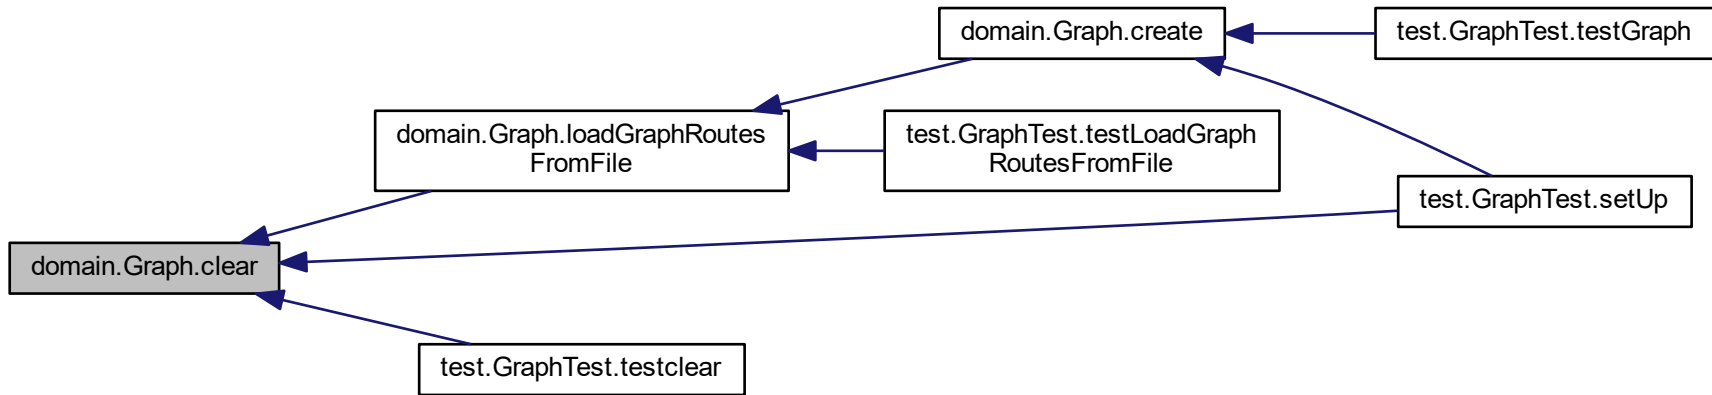 domain.Graph.create
test.GraphTest.testGraph
domain.Graph.loadGraphRoutes
FromFile
test.GraphTest.testLoadGraph
RoutesFromFile
test.GraphTest.setUp
domain.Graph.clear
test.GraphTest.testclear